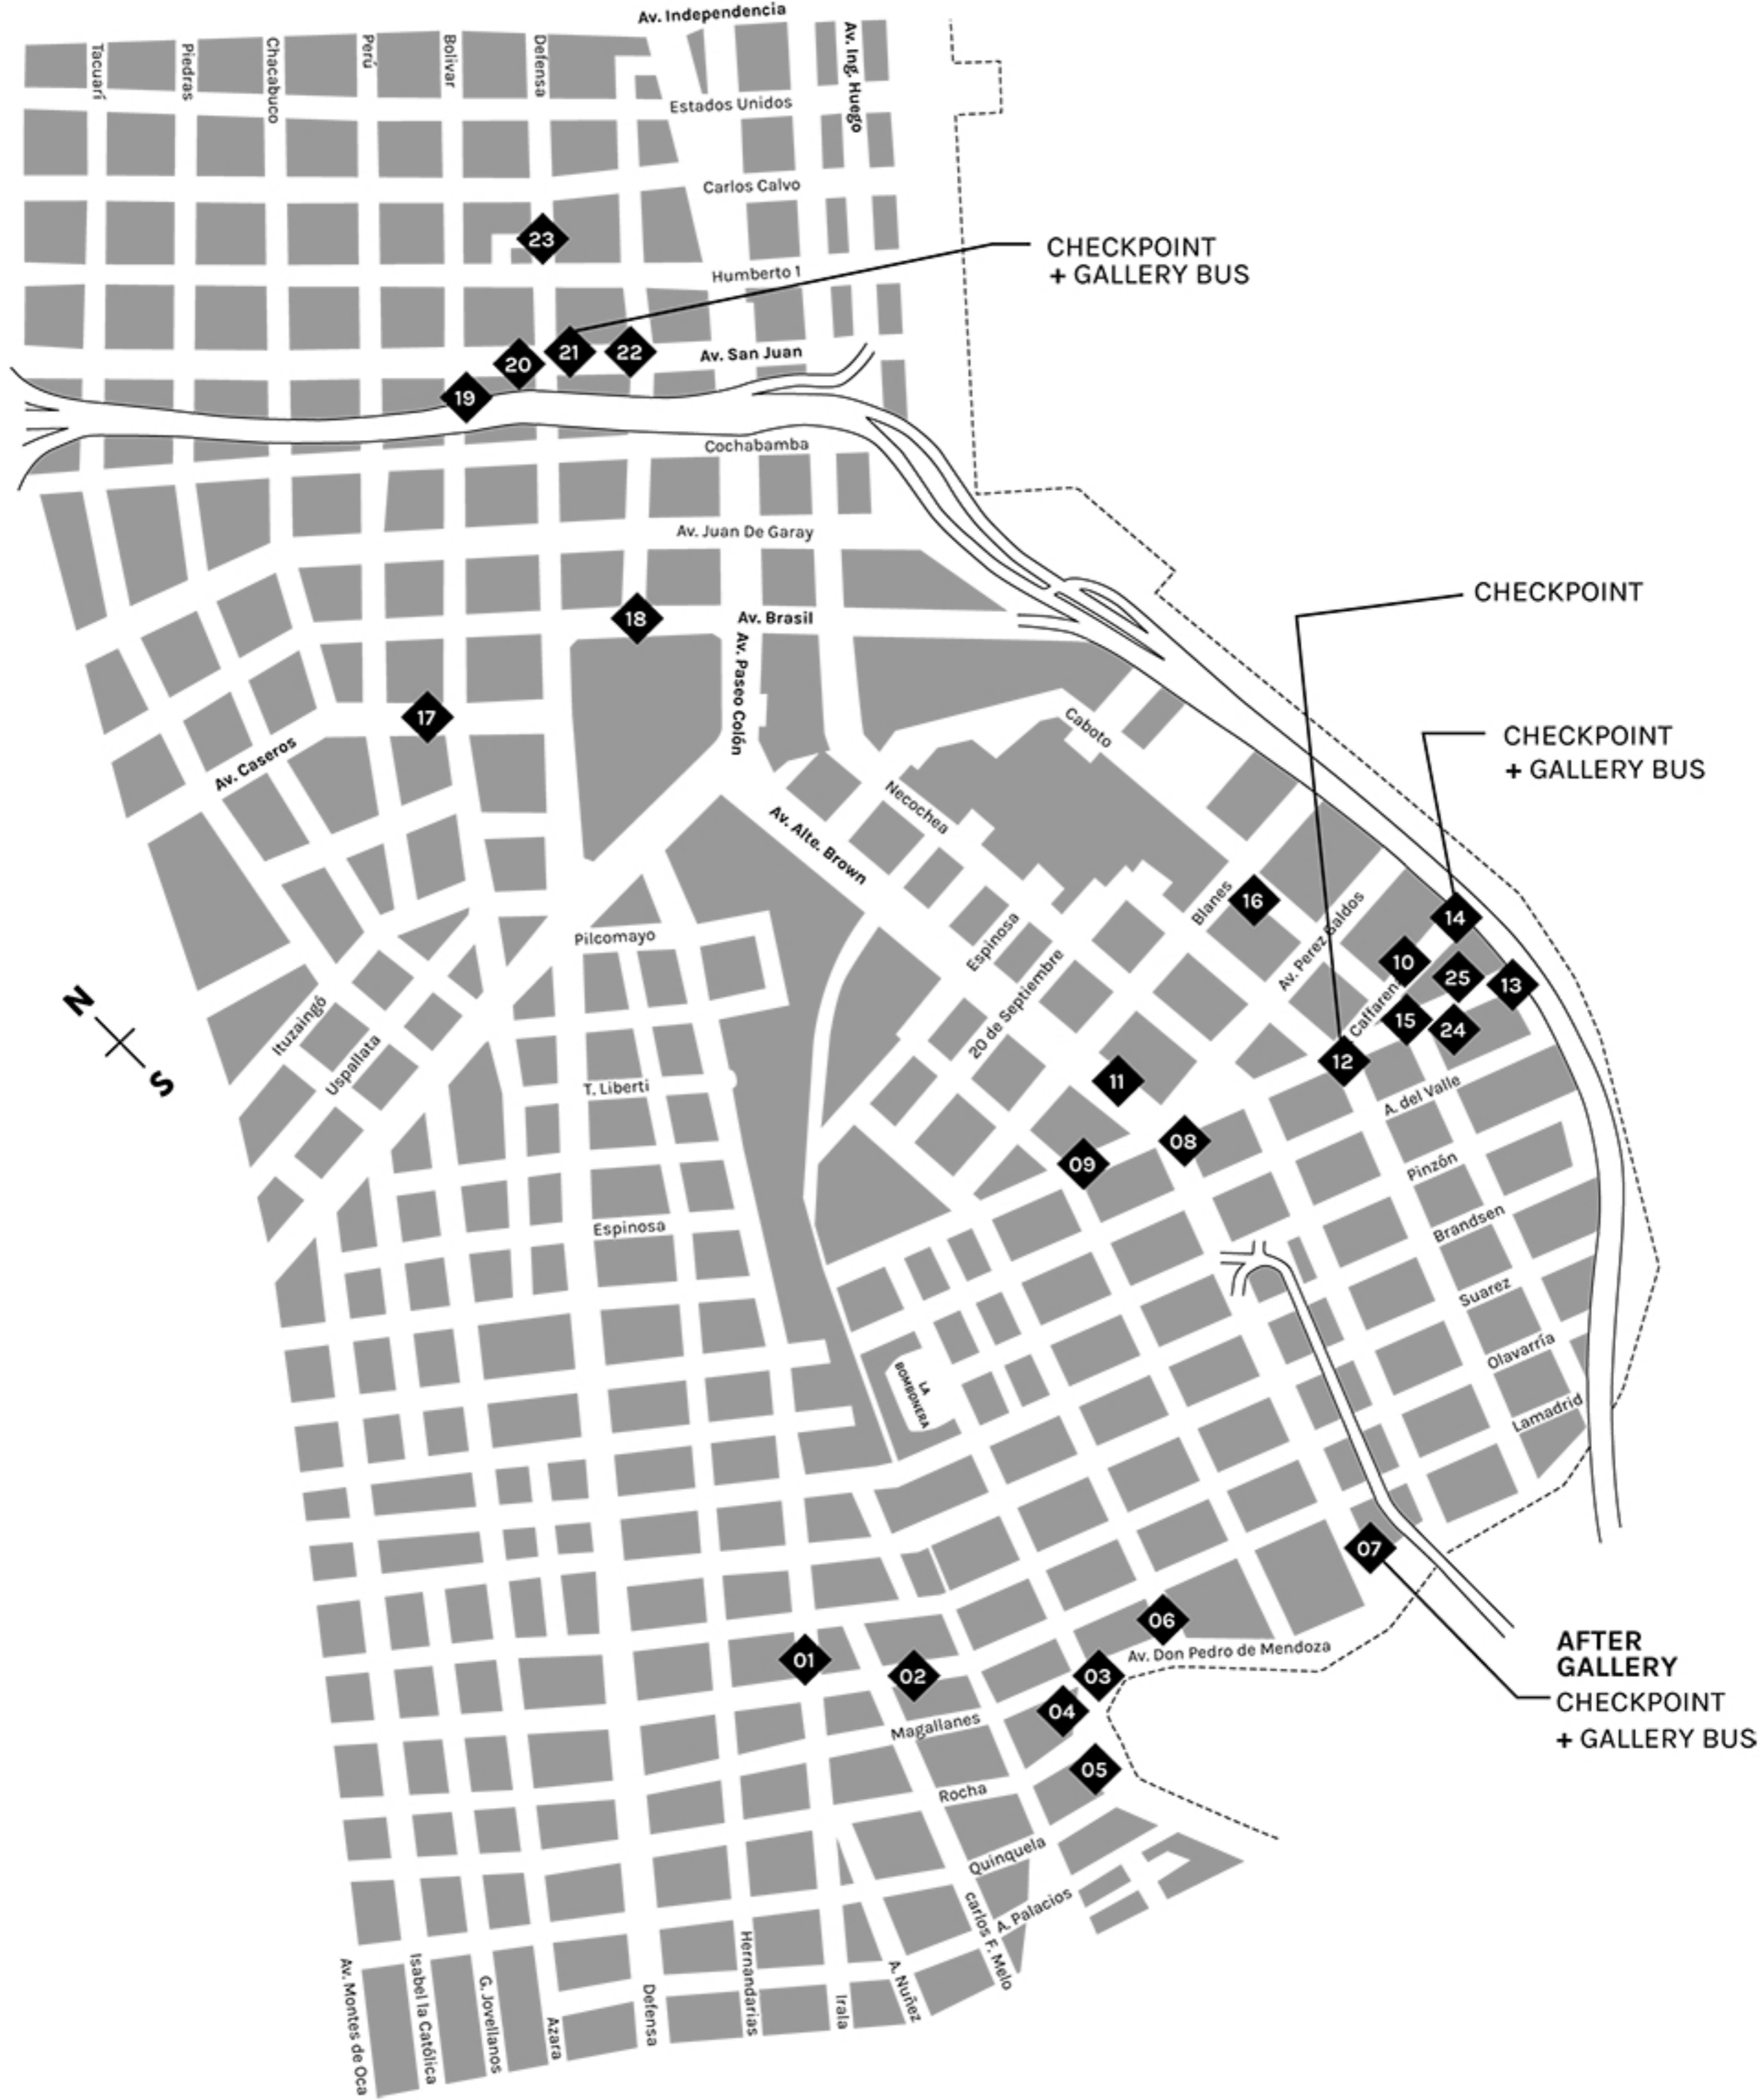 Av. Independencia
Tacuarí
Piedras
Chacabuco
Perú
Bolivar
Defensa
Av. Ing. Huego
Estados Unidos
Carlos Calvo
23
CHECKPOINT
+ GALLERY BUS
Humberto 1
20
21
22
Av. San Juan
19
Cochabamba
Av. Juan De Garay
CHECKPOINT
18
Av. Brasil
Av. Paseo Colón
17
Caboto
CHECKPOINT
+ GALLERY BUS
Av. Caseros
Necochea
Av. Alte. Brown
Blanes
16
14
Pilcomayo
Espinosa
Av. Perez Galdos
10
25
13
N
S
Ituzaingó
20 de Septiembre
Caffarena
15
24
Uspallata
12
T. Liberti
11
A. del Valle
08
09
Pinzón
Espinosa
Brandsen
Suarez
Olavarría
LA
BOMBONERA
Lamadrid
07
06
AFTER
GALLERY
CHECKPOINT
+ GALLERY BUS
Av. Don Pedro de Mendoza
01
02
03
04
Magallanes
05
Rocha
Quinquela
A. Palacios
Carlos F. Melo
Av. Montes de Oca
Isabel la Católica
G. Jovellanos
Azara
Defensa
Hernandarias
Irala
A. Nuñez